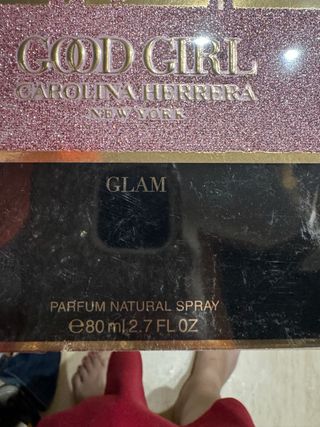 GOOD GIRL
CAROLINA HERRERA
NEW YORK
GLAM
PARFUM NATURAL SPRAY
℮80 ml 2.7 FL OZ